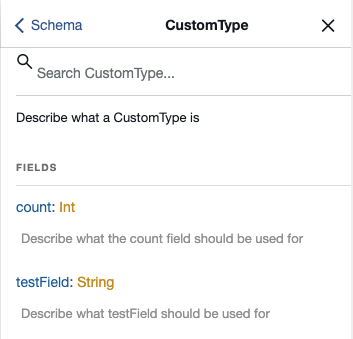 Schema
CustomType
Search CustomType...
Describe what a CustomType is
FIELDS
count: Int
Describe what the count field should be used for
testField: String
Describe what testField should be used for